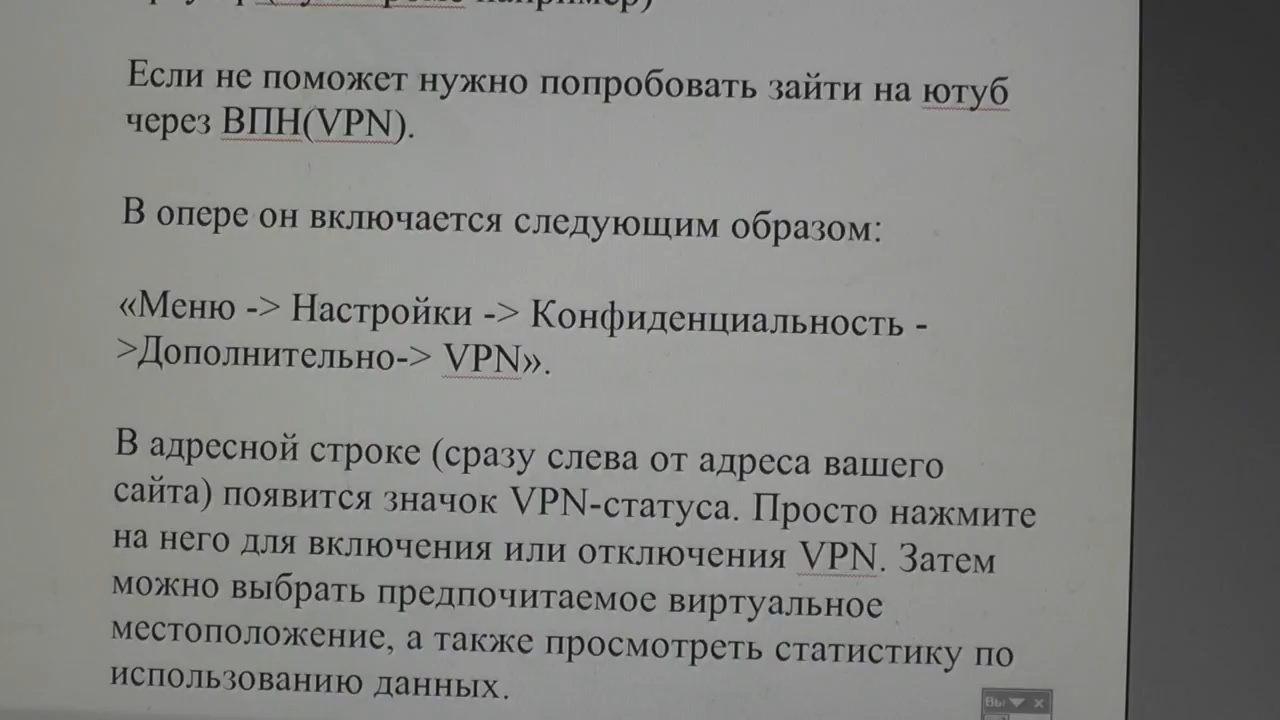 Если не поможет нужно попробовать зайти на ютуб
через ВПН(VPN).
В опере он включается следующим образом:
«Меню -> Настройки -> Конфиденциальность -
>Дополнительно-> VPN».
В адресной строке (сразу слева от адреса вашего
сайта) появится значок VPN-статуса. Просто нажмите
на него для включения или отключения VPN. Затем
можно выбрать предпочитаемое виртуальное
местоположение, а также просмотреть статистику по
использованию данных.
Вы